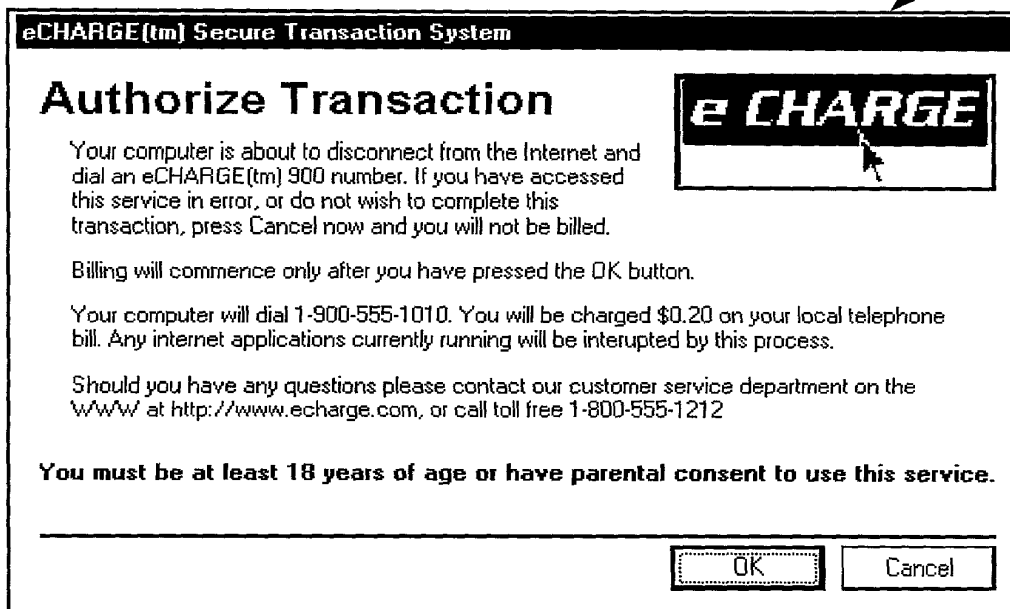 eCHARGE(tm) Secure Transaction System
Authorize Transaction
e CHARGE
Your computer is about to disconnect from the Internet and
dial an eCHARGE(tm) 900 number. If you have accessed
this service in error, or do not wish to complete this
transaction, press Cancel now and you will not be billed.
Billing will commence only after you have pressed the OK button.
Your computer will dial 1-900-555-1010. You will be charged $0.20 on your local telephone
bill. Any internet applications currently running will be interupted by this process.
Should you have any questions please contact our customer service department on the
WWW at http://www.echarge.com, or call toll free 1-800-555-1212
You must be at least 18 years of age or have parental consent to use this service.
OK
Cancel